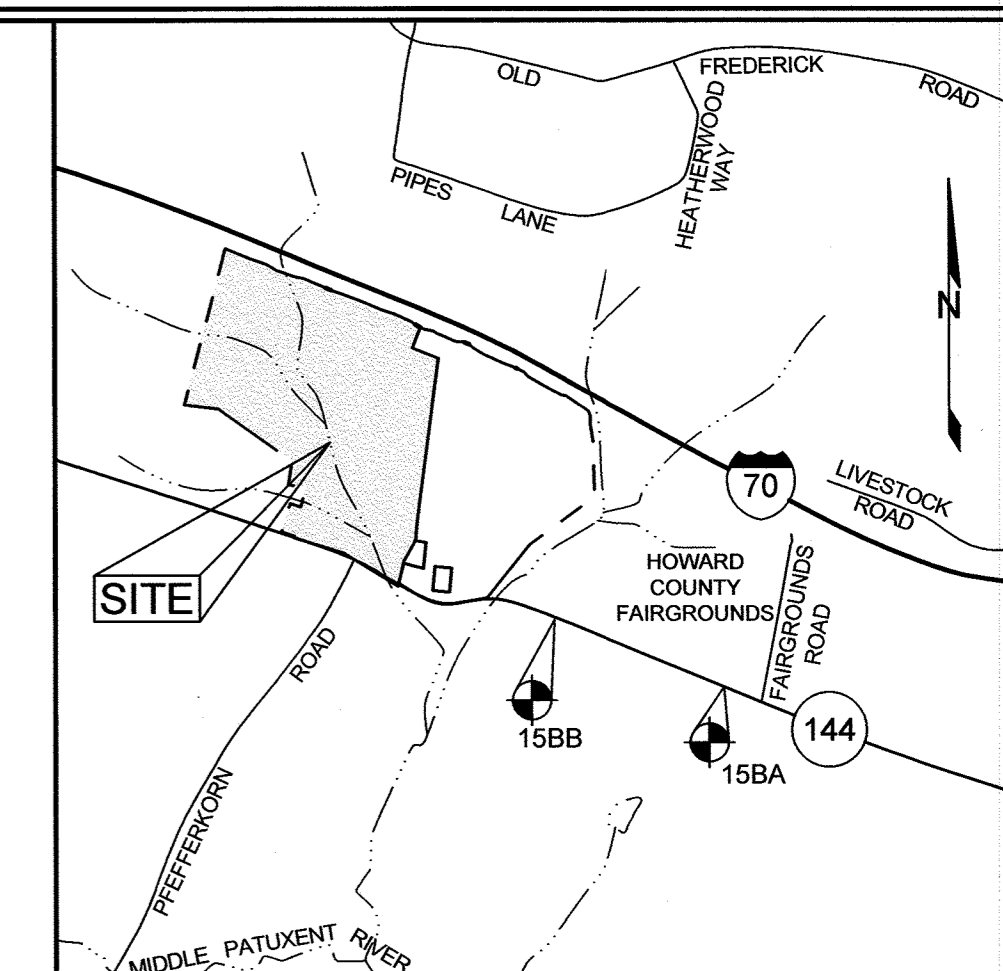 OLD
FREDERICK
ROAD
HEATHERWOOD
WAY
PIPES
LANE
N
70
LIVESTOCK
ROAD
HOWARD
COUNTY
FAIRGROUNDS
FAIRGROUNDS
ROAD
SITE
ROAD
15BB
144
15BA
PFEFFERKORN
MIDDLE PATUXENT RIVER